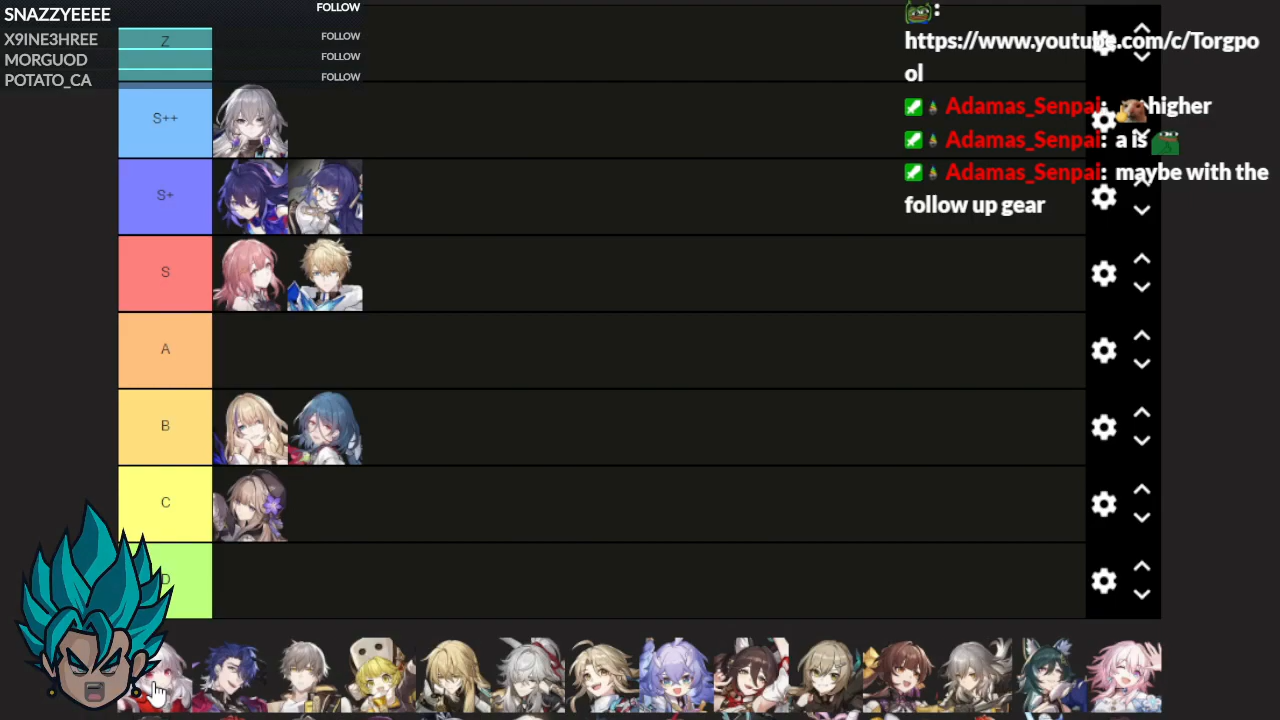 SNAZZYEEEE FOLLOW
X9INE3HREE FOLLOW
MORGUOD FOLLOW
POTATO_CA FOLLOW
:
https://www.youtube.com/c/Torgpo
ol
Adamas_Senpai: higher
Adamas_Senpai: a is
Adamas_Senpai: maybe with the
follow up gear
Z
S++
S+
S
A
B
C
D